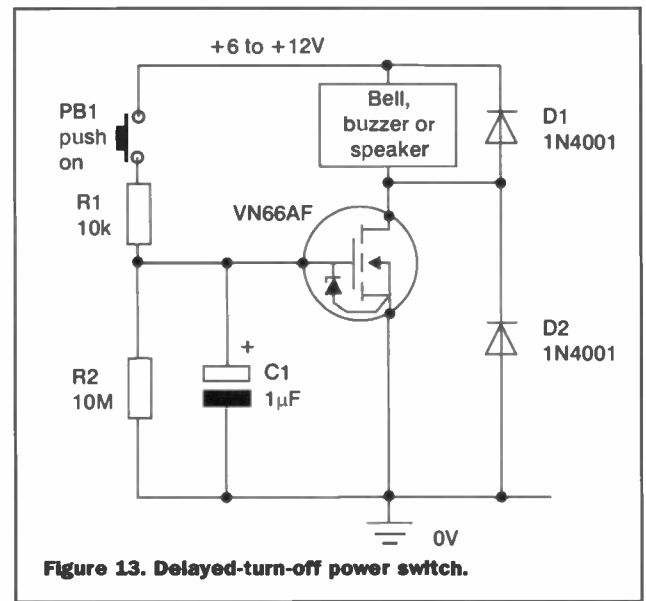 +6 to +12V
PB1
push
on
Bell,
buzzer or
speaker
D1
1N4001
R1
10k
VN66AF
R2
10M
+
C1
1µF
D2
1N4001
0V
Figure 13. Delayed-turn-off power switch.